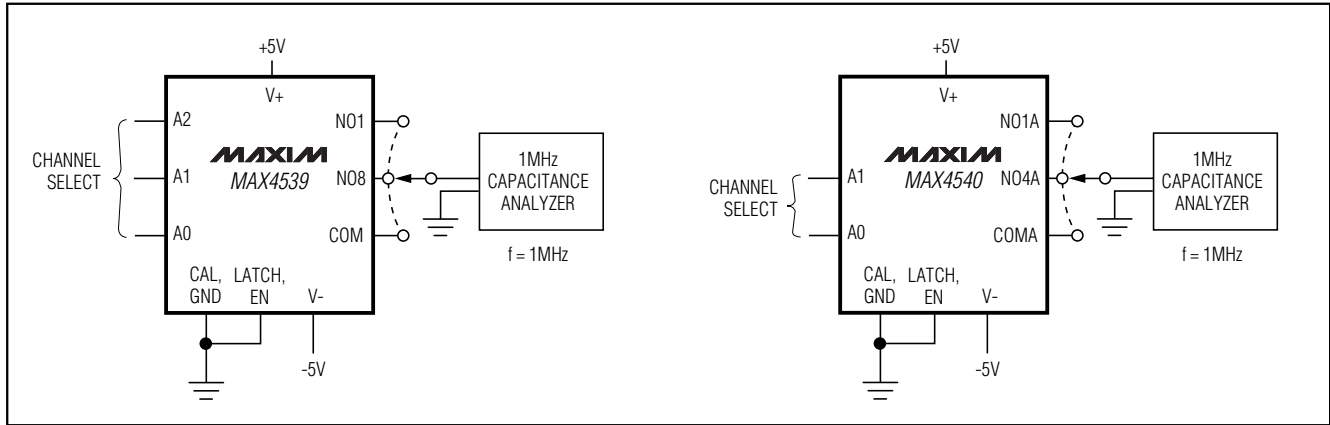 +5V
V+
A2
A1
A0
CHANNEL
SELECT
MAXIM
MAX4539
NO1
NO8
COM
CAL,
GND
LATCH,
EN
V-
-5V
1MHz
CAPACITANCE
ANALYZER
f = 1MHz
+5V
V+
A1
A0
CHANNEL
SELECT
MAXIM
MAX4540
NO1A
NO4A
COMA
CAL,
GND
LATCH,
EN
V-
-5V
1MHz
CAPACITANCE
ANALYZER
f = 1MHz